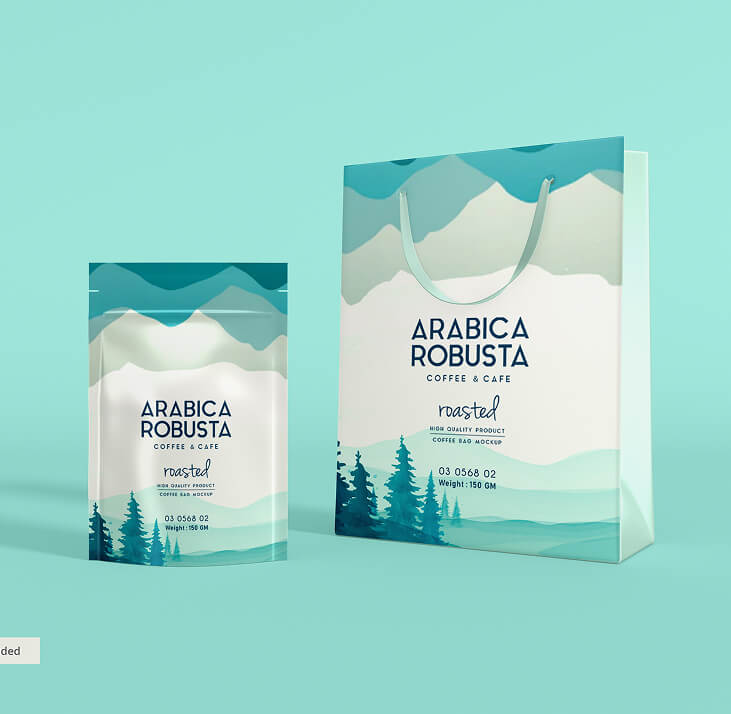 ARABICA
ROBUSTA
COFFEE & CAFE
roasted
HIGH QUALITY PRODUCT
COFFEE BAG MOCKUP
03 0568 02
Weight : 150 GM
ARABICA
ROBUSTA
COFFEE & CAFE
roasted
HIGH QUALITY PRODUCT
COFFEE BAG MOCKUP
03 0568 02
Weight : 150 GM
ded